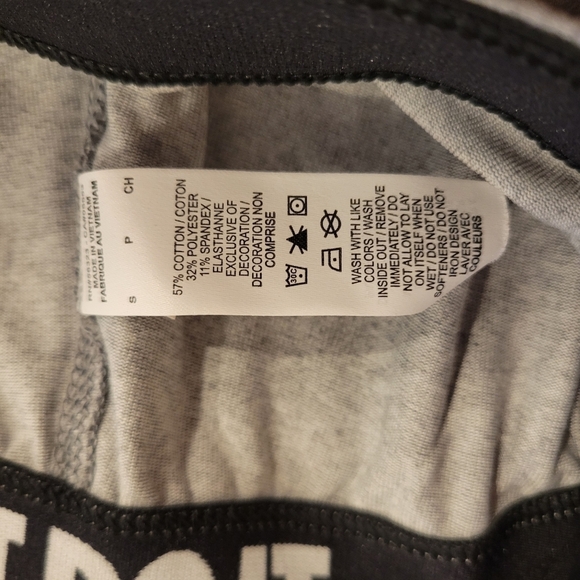 S P CH
MADE IN VIETNAM
FABRIQUE AU VIETNAM
57% COTTON / COTON
32% POLYESTER
11% SPANDEX /
ELASTHANNE
EXCLUSIVE OF
DECORATION /
DECORATION NON
COMPRISE
30C
WASH WITH LIKE
COLORS / WASH
INSIDE OUT / REMOVE
IMMEDIATELY / DO
NOT ALLOW TO LAY
ON ITSELF WHEN
WET / DO NOT USE
SOFTENERS / DO NOT
IRON DESIGN
LAVER AVEC
COULEURS